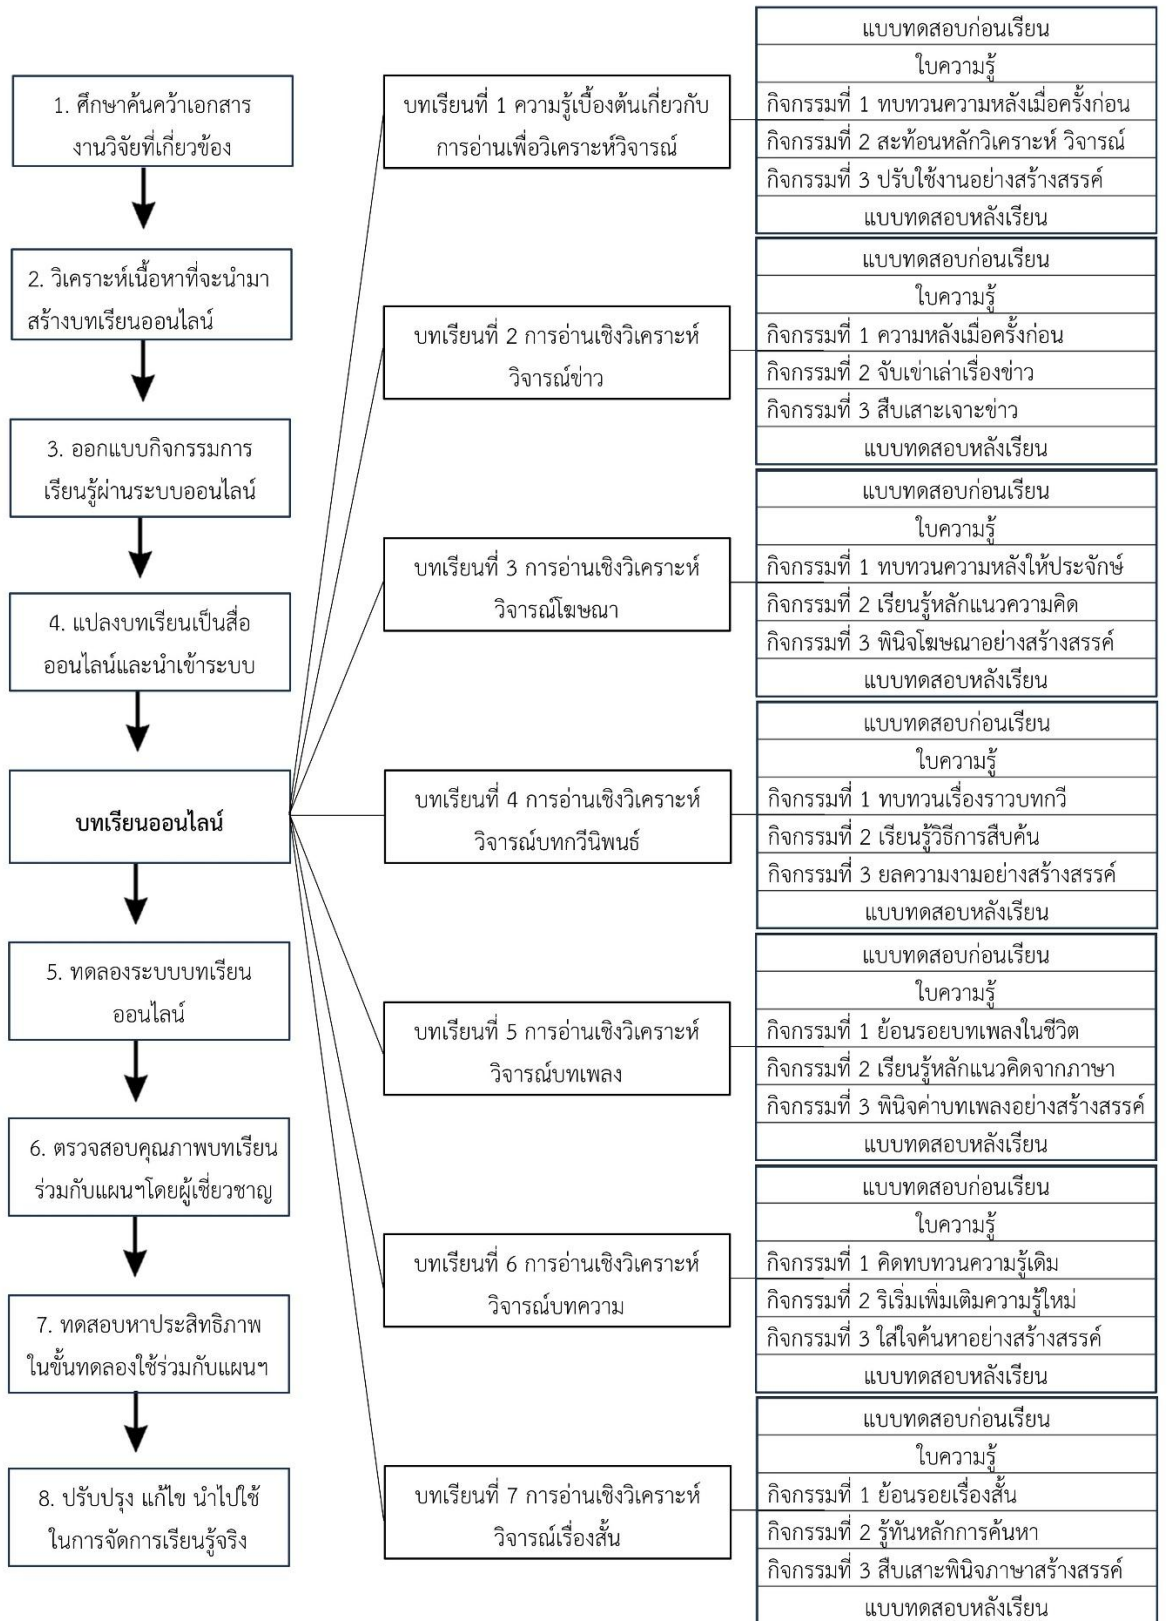 1. ศึกษาค้นคว้าเอกสาร
งานวิจัยที่เกี่ยวข้อง
2. วิเคราะห์เนื้อหาที่จะนำมา
สร้างบทเรียนออนไลน์
3. ออกแบบกิจกรรมการ
เรียนรู้ผ่านระบบออนไลน์
4. แปลงบทเรียนเป็นสื่อ
ออนไลน์และนำเข้าระบบ
บทเรียนออนไลน์
5. ทดลองระบบบทเรียน
ออนไลน์
6. ตรวจสอบคุณภาพบทเรียน
ร่วมกับแผนฯโดยผู้เชี่ยวชาญ
7. ทดสอบหาประสิทธิภาพ
ในขั้นทดลองใช้ร่วมกับแผนฯ
8. ปรับปรุง แก้ไข นำไปใช้
ในการจัดการเรียนรู้จริง
บทเรียนที่ 1 ความรู้เบื้องต้นเกี่ยวกับ
การอ่านเพื่อวิเคราะห์วิจารณ์
แบบทดสอบก่อนเรียน
ใบความรู้
กิจกรรมที่ 1 ทบทวนความหลังเมื่อครั้งก่อน
กิจกรรมที่ 2 สะท้อนหลักวิเคราะห์ วิจารณ์
กิจกรรมที่ 3 ปรับใช้งานอย่างสร้างสรรค์
แบบทดสอบหลังเรียน
บทเรียนที่ 2 การอ่านเชิงวิเคราะห์
วิจารณ์ข่าว
แบบทดสอบก่อนเรียน
ใบความรู้
กิจกรรมที่ 1 ความหลังเมื่อครั้งก่อน
กิจกรรมที่ 2 จับเข่าเล่าเรื่องข่าว
กิจกรรมที่ 3 สืบเสาะเจาะข่าว
แบบทดสอบหลังเรียน
บทเรียนที่ 3 การอ่านเชิงวิเคราะห์
วิจารณ์โฆษณา
แบบทดสอบก่อนเรียน
ใบความรู้
กิจกรรมที่ 1 ทบทวนความหลังให้ประจักษ์
กิจกรรมที่ 2 เรียนรู้หลักแนวความคิด
กิจกรรมที่ 3 พินิจโฆษณาอย่างสร้างสรรค์
แบบทดสอบหลังเรียน
บทเรียนที่ 4 การอ่านเชิงวิเคราะห์
วิจารณ์บทกวีนิพนธ์
แบบทดสอบก่อนเรียน
ใบความรู้
กิจกรรมที่ 1 ทบทวนเรื่องราวบทกวี
กิจกรรมที่ 2 เรียนรู้วิธีการสืบค้น
กิจกรรมที่ 3 ยลความงามอย่างสร้างสรรค์
แบบทดสอบหลังเรียน
บทเรียนที่ 5 การอ่านเชิงวิเคราะห์
วิจารณ์บทเพลง
แบบทดสอบก่อนเรียน
ใบความรู้
กิจกรรมที่ 1 ย้อนรอยบทเพลงในชีวิต
กิจกรรมที่ 2 เรียนรู้หลักแนวคิดจากภาษา
กิจกรรมที่ 3 พินิจค่าบทเพลงอย่างสร้างสรรค์
แบบทดสอบหลังเรียน
บทเรียนที่ 6 การอ่านเชิงวิเคราะห์
วิจารณ์บทความ
แบบทดสอบก่อนเรียน
ใบความรู้
กิจกรรมที่ 1 คิดทบทวนความรู้เดิม
กิจกรรมที่ 2 ริเริ่มเพิ่มเติมความรู้ใหม่
กิจกรรมที่ 3 ใส่ใจค้นหาอย่างสร้างสรรค์
แบบทดสอบหลังเรียน
บทเรียนที่ 7 การอ่านเชิงวิเคราะห์
วิจารณ์เรื่องสั้น
แบบทดสอบก่อนเรียน
ใบความรู้
กิจกรรมที่ 1 ย้อนรอยเรื่องสั้น
กิจกรรมที่ 2 รู้ทันหลักการค้นหา
กิจกรรมที่ 3 สืบเสาะพินิจภาษาสร้างสรรค์
แบบทดสอบหลังเรียน